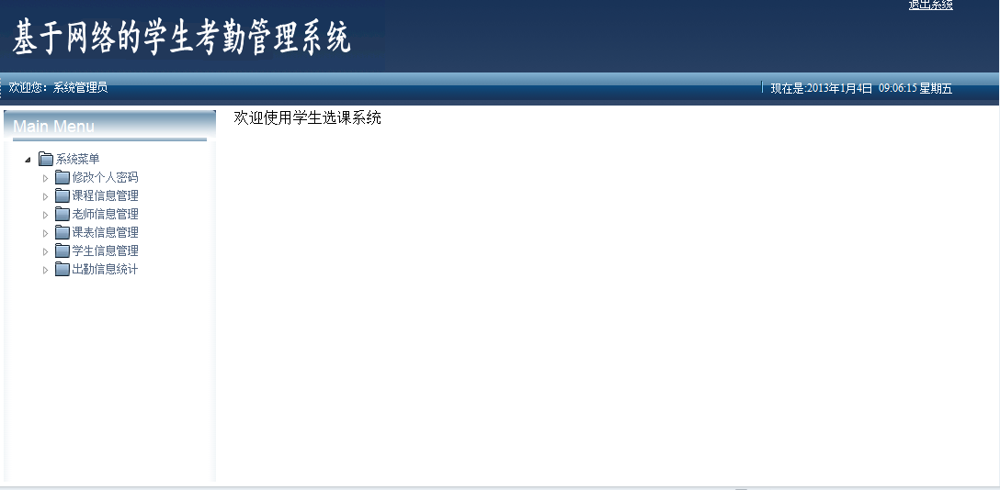 退出系统
基于网络的学生考勤管理系统
欢迎您：系统管理员
现在是:2013年1月4日 09:06:15 星期五
Main Menu
欢迎使用学生选课系统
系统菜单
修改个人密码
课程信息管理
老师信息管理
课表信息管理
学生信息管理
出勤信息统计